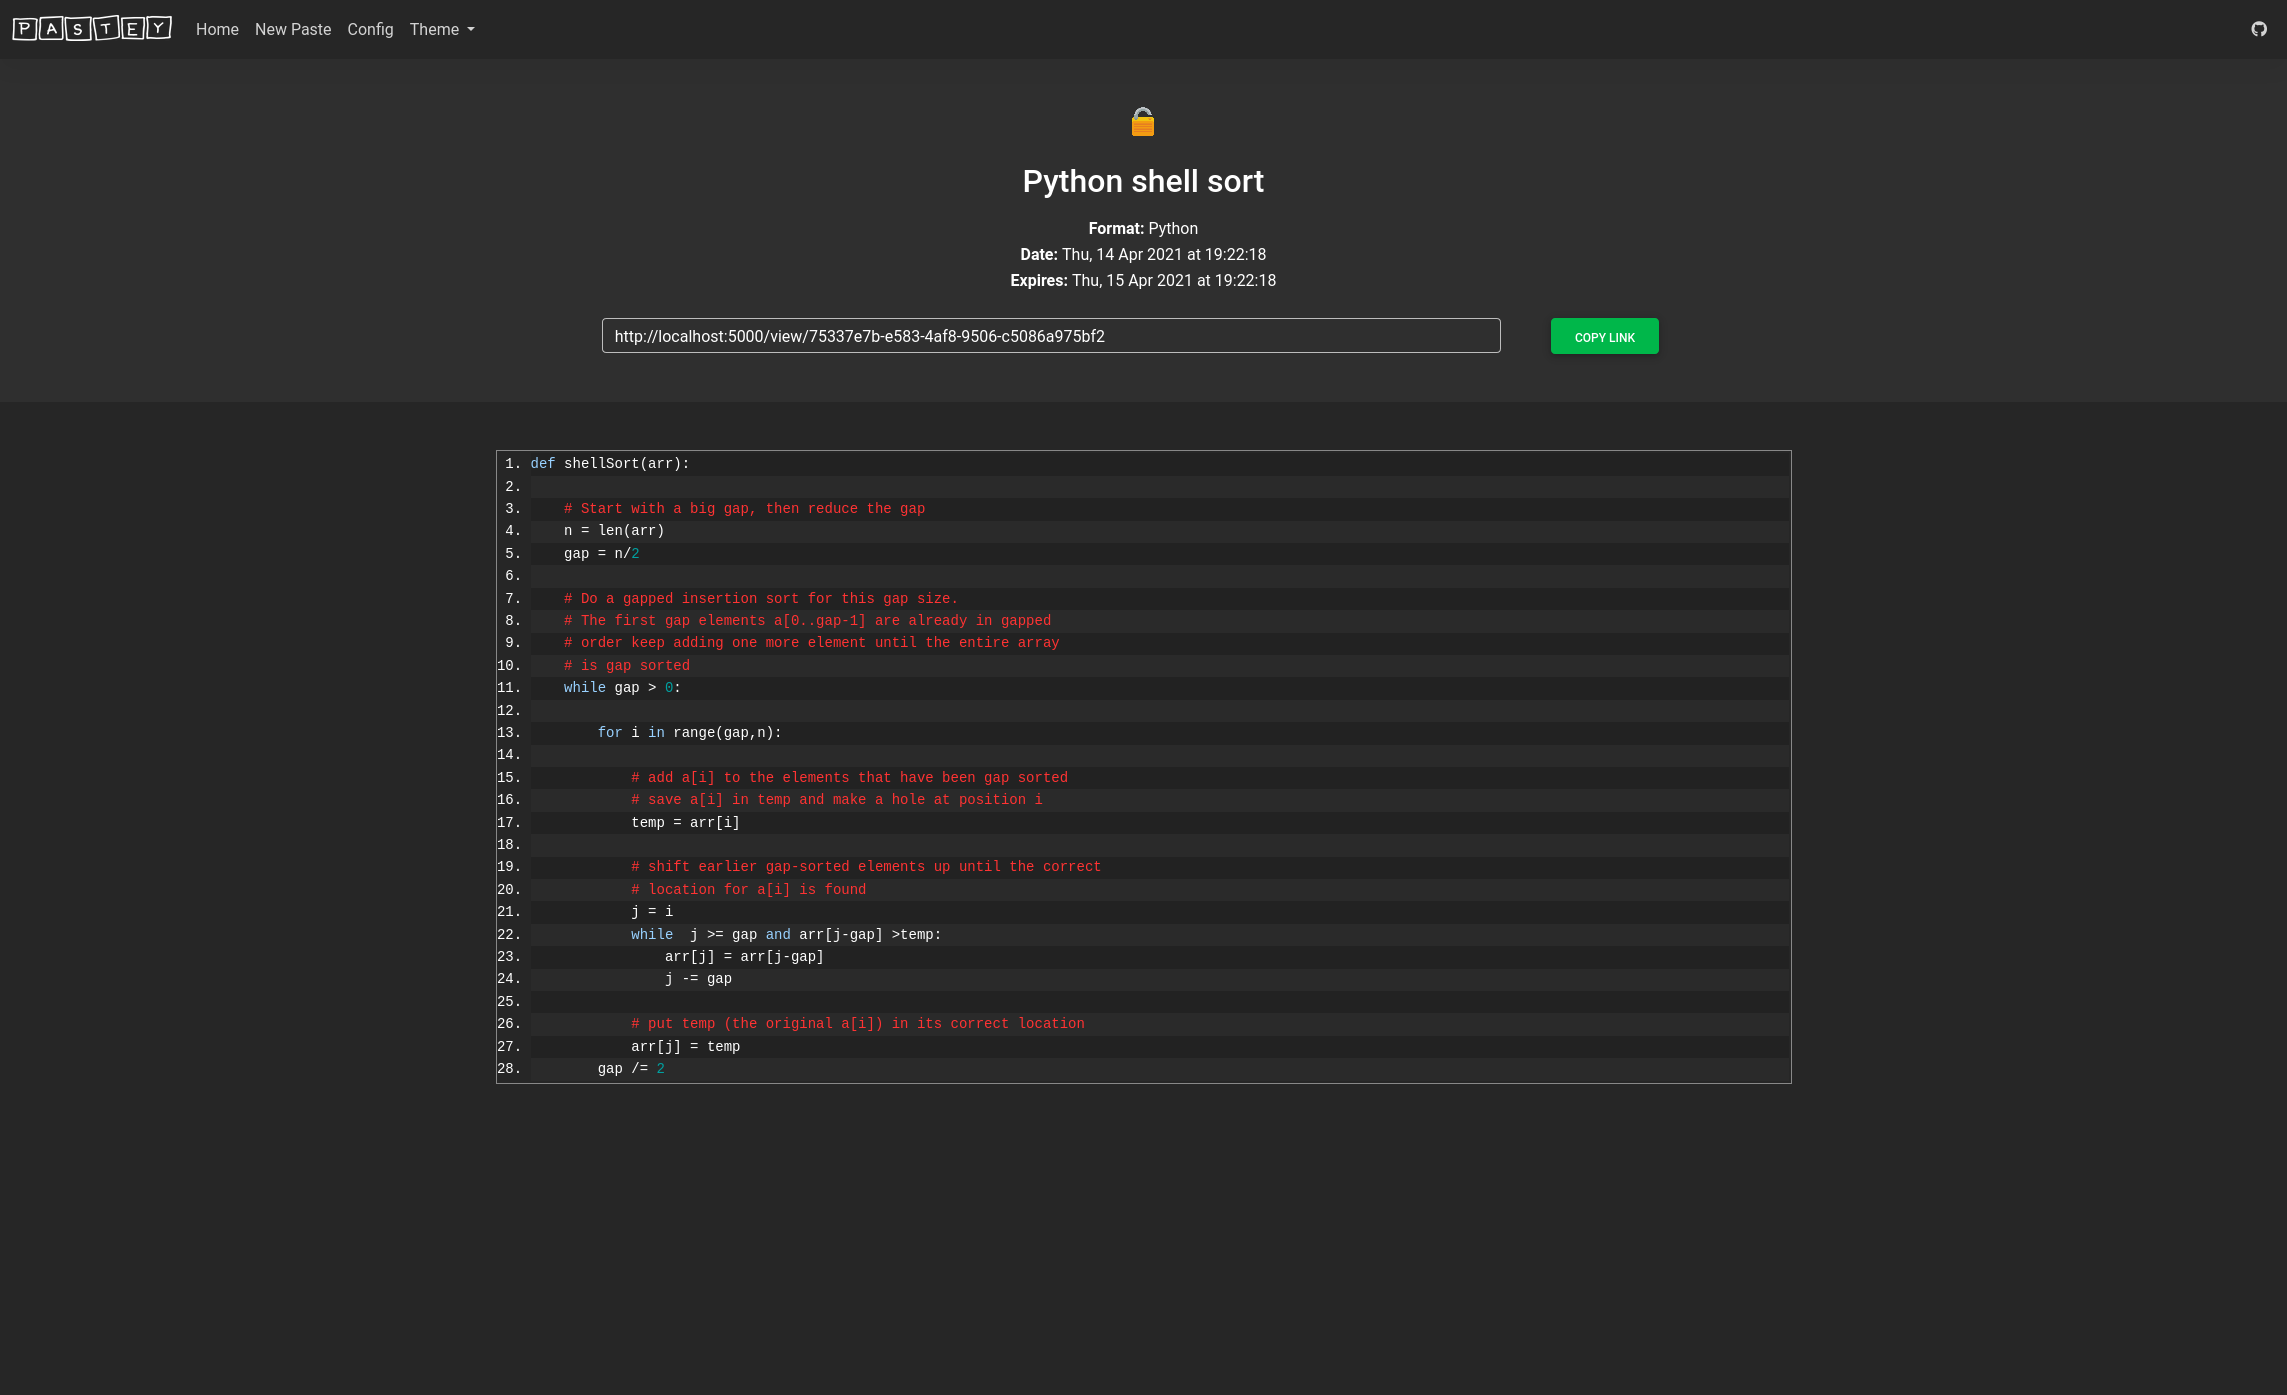 PASTEY Home New Paste Config Theme
Python shell sort
Format: Python
Date: Thu, 14 Apr 2021 at 19:22:18
Expires: Thu, 15 Apr 2021 at 19:22:18
http://localhost:5000/view/75337e7b-e583-4af8-9506-c5086a975bf2 COPY LINK
1. def shellSort(arr):
2.
3.     # Start with a big gap, then reduce the gap
4.     n = len(arr)
5.     gap = n/2
6.
7.     # Do a gapped insertion sort for this gap size.
8.     # The first gap elements a[0..gap-1] are already in gapped
9.     # order keep adding one more element until the entire array
10.     # is gap sorted
11.     while gap > 0:
12.
13.         for i in range(gap,n):
14.
15.             # add a[i] to the elements that have been gap sorted
16.             # save a[i] in temp and make a hole at position i
17.             temp = arr[i]
18.
19.             # shift earlier gap-sorted elements up until the correct
20.             # location for a[i] is found
21.             j = i
22.             while  j >= gap and arr[j-gap] >temp:
23.                 arr[j] = arr[j-gap]
24.                 j -= gap
25.
26.             # put temp (the original a[i]) in its correct location
27.             arr[j] = temp
28.         gap /= 2